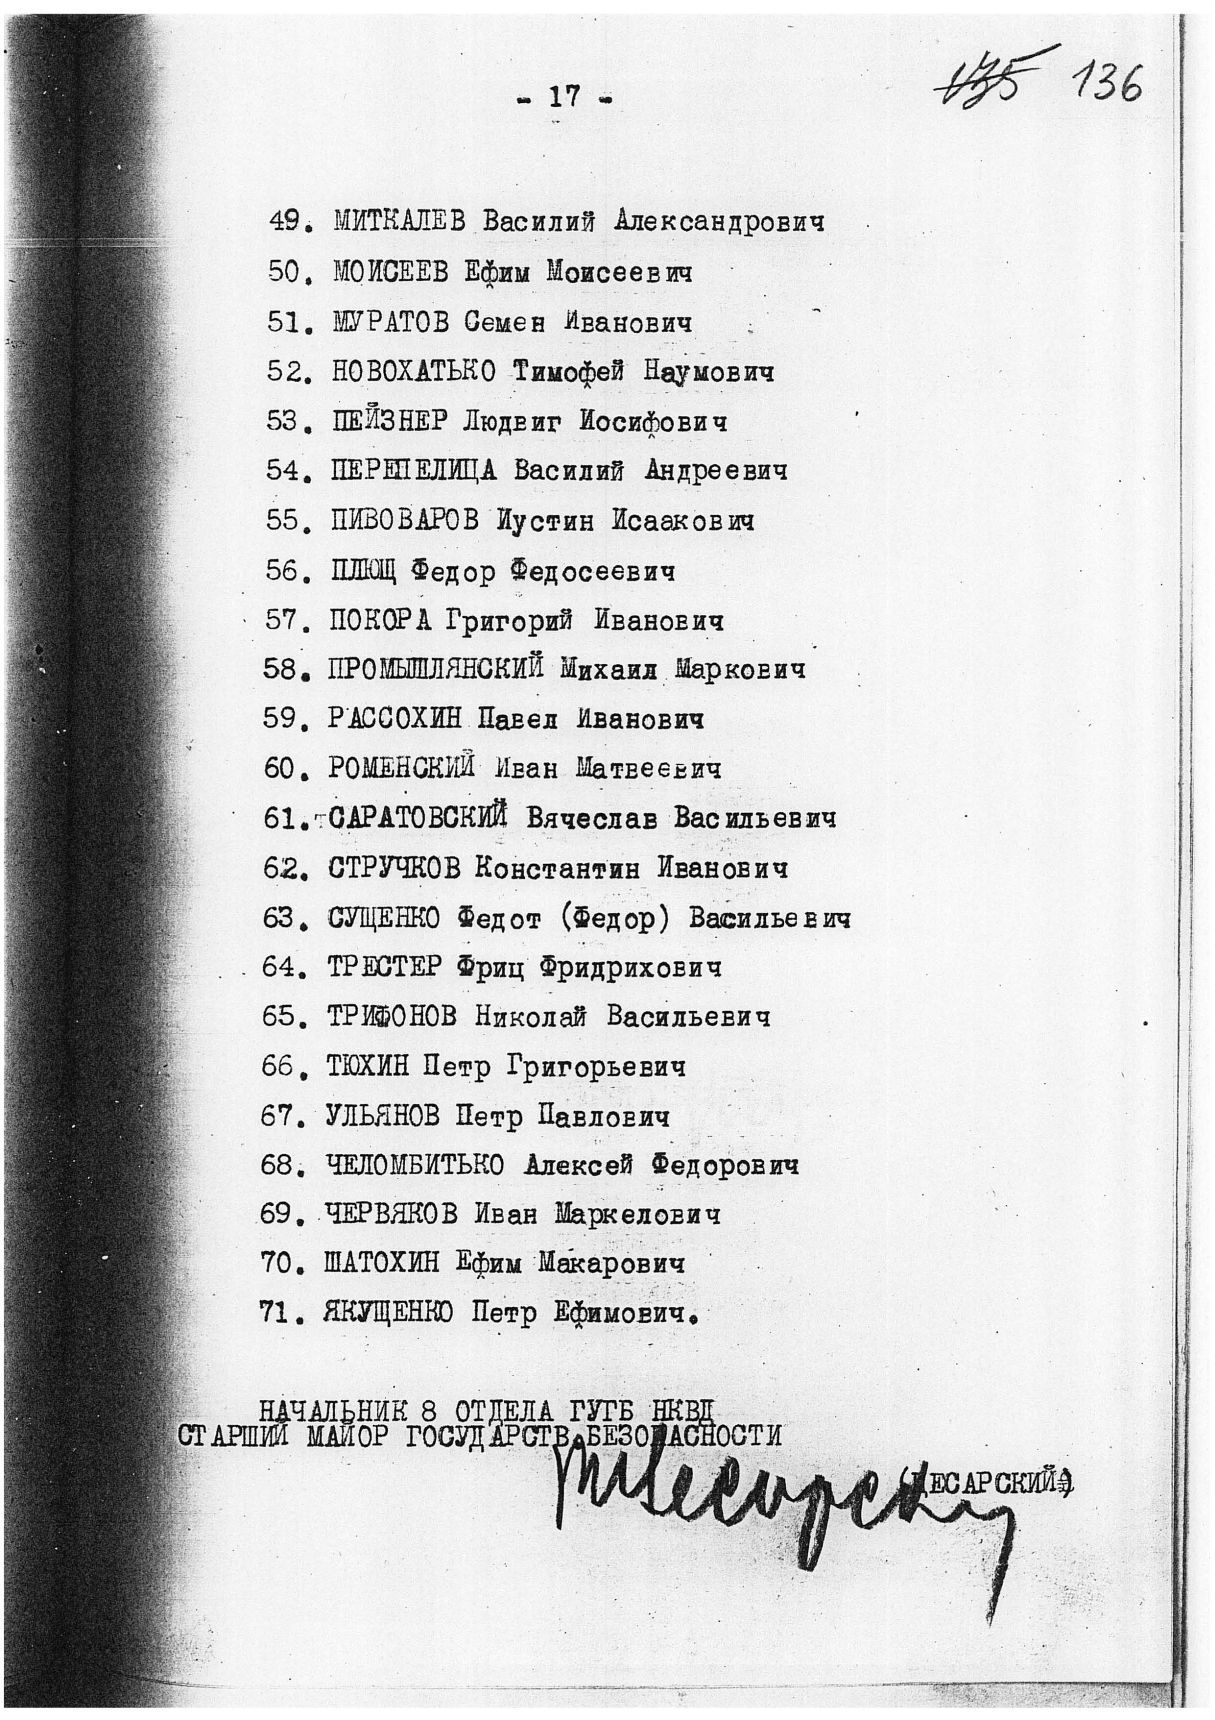 - 17 -
135 136
49. МИТКАЛЕВ Василий Александрович
50. МОИСЕЕВ Ефим Моисеевич
51. МУРАТОВ Семен Иванович
52. НОВОХАТЬКО Тимофей Наумович
53. ПЕЙЗНЕР Людвиг Иосифович
54. ПЕРЕПЕЛИЦА Василий Андреевич
55. ПИВОВАРОВ Иустин Исаакович
56. ПЛЮЩ Федор Федосеевич
57. ПОКОРА Григорий Иванович
58. ПРОМЫШЛЯНСКИЙ Михаил Маркович
59. РАССОХИН Павел Иванович
60. РОМЕНСКИЙ Иван Матвеевич
61. САРАТОВСКИЙ Вячеслав Васильевич
62. СТРУЧКОВ Константин Иванович
63. СУЩЕНКО Федот (Федор) Васильевич
64. ТРЕСТЕР Фриц Фридрихович
65. ТРИФОНОВ Николай Васильевич
66. ТЮХИН Петр Григорьевич
67. УЛЬЯНОВ Петр Павлович
68. ЧЕЛОМБИТЬКО Алексей Федорович
69. ЧЕРВЯКОВ Иван Маркелович
70. ШАТОХИН Ефим Макарович
71. ЯКУЩЕНКО Петр Ефимович.
НАЧАЛЬНИК 8 ОТДЕЛА ГУГБ НКВД
СТАРШИЙ МАЙОР ГОСУДАРСТВ.БЕЗОПАСНОСТИ
(ЦЕСАРСКИЙ)